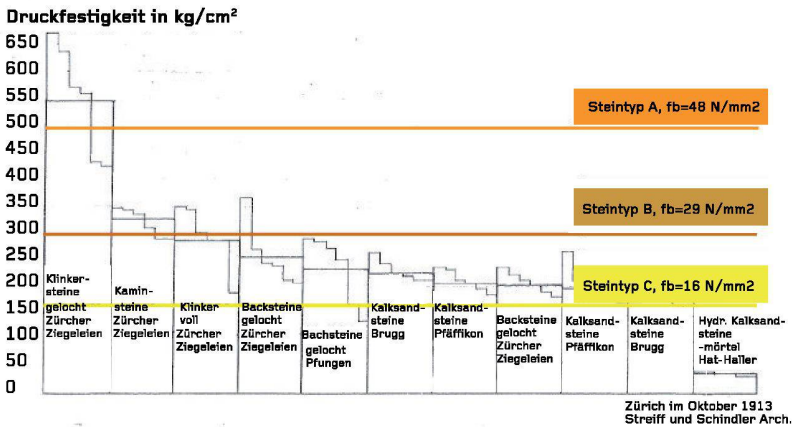 Druckfestigkeit in kg/cm²
650
600
550
500
450
400
350
300
250
200
150
100
50
0
Steintyp A, fb=48 N/mm2
Steintyp B, fb=29 N/mm2
Steintyp C, fb=16 N/mm2
Klinker-
steine
gelocht
Zürcher
Ziegeleien
Kamin-
steine
Zürcher
Ziegeleien
Klinker
voll
Zürcher
Ziegeleien
Backsteine
gelocht
Zürcher
Ziegeleien
Bachsteine
gelocht
Pfungen
Kalksand-
steine
Brugg
Kalksand-
steine
Pfäffikon
Backsteine
gelocht
Zürcher
Ziegeleien
Kalksand-
steine
Pfäffikon
Kalksand-
steine
Brugg
Hydr. Kalksand-
steine
-mörtel
Hat-Haller
Zürich im Oktober 1913
Streiff und Schindler Arch.